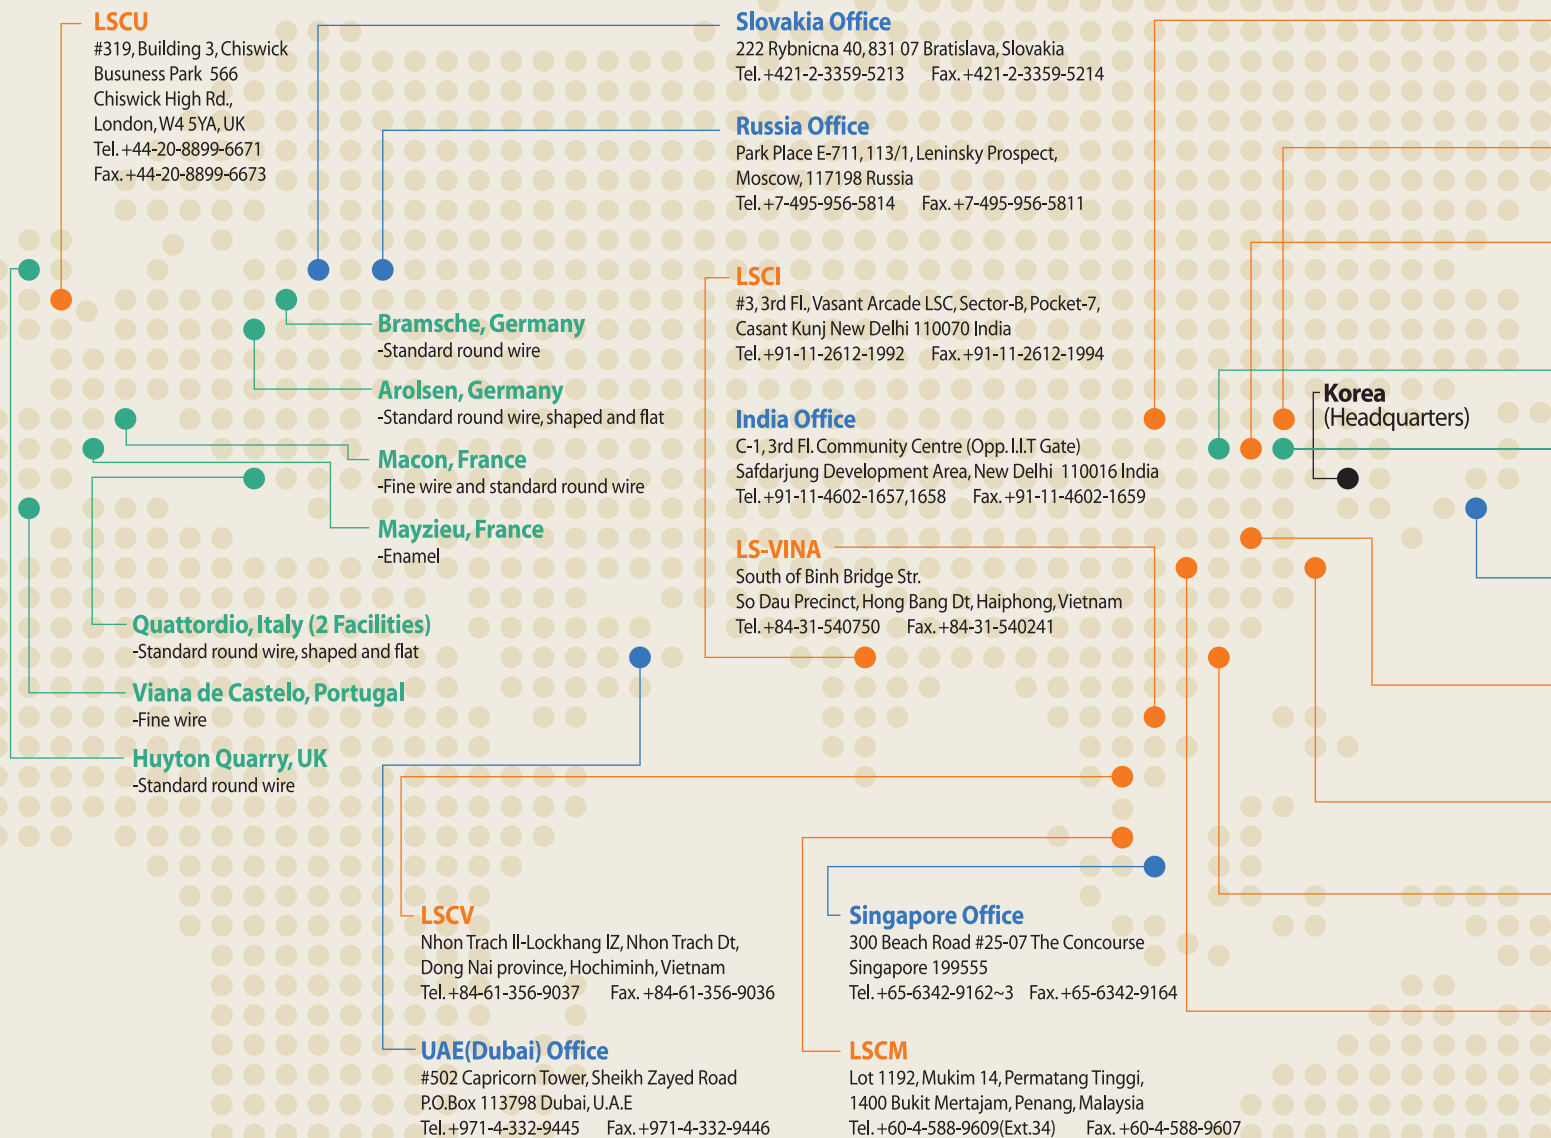 LSCU
#319, Building 3, Chiswick
Busuness Park 566
Chiswick High Rd.,
London, W4 5YA, UK
Tel. +44-20-8899-6671
Fax. +44-20-8899-6673
Slovakia Office
222 Rybnicna 40, 831 07 Bratislava, Slovakia
Tel. +421-2-3359-5213 Fax. +421-2-3359-5214
Russia Office
Park Place E-711, 113/1, Leninsky Prospect,
Moscow, 117198 Russia
Tel. +7-495-956-5814 Fax. +7-495-956-5811
LSCI
#3, 3rd Fl., Vasant Arcade LSC, Sector-B, Pocket-7,
Casant Kunj New Delhi 110070 India
Tel. +91-11-2612-1992 Fax. +91-11-2612-1994
Bramsche, Germany
-Standard round wire
Arolsen, Germany
-Standard round wire, shaped and flat
Macon, France
-Fine wire and standard round wire
Mayzieu, France
-Enamel
India Office
C-1, 3rd Fl. Community Centre (Opp. I.I.T Gate)
Safdarjung Development Area, New Delhi 110016 India
Tel. +91-11-4602-1657,1658 Fax. +91-11-4602-1659
Korea
(Headquarters)
LS-VINA
South of Binh Bridge Str.
So Dau Precinct, Hong Bang Dt, Haiphong, Vietnam
Tel. +84-31-540750 Fax. +84-31-540241
Quattordio, Italy (2 Facilities)
-Standard round wire, shaped and flat
Viana de Castelo, Portugal
-Fine wire
Huyton Quarry, UK
-Standard round wire
LSCV
Nhon Trach II-Lockhang IZ, Nhon Trach Dt,
Dong Nai province, Hochiminh, Vietnam
Tel. +84-61-356-9037 Fax. +84-61-356-9036
Singapore Office
300 Beach Road #25-07 The Concourse
Singapore 199555
Tel. +65-6342-9162~3 Fax. +65-6342-9164
UAE(Dubai) Office
#502 Capricorn Tower, Sheikh Zayed Road
P.O.Box 113798 Dubai, U.A.E
Tel. +971-4-332-9445 Fax. +971-4-332-9446
LSCM
Lot 1192, Mukim 14, Permatang Tinggi,
1400 Bukit Mertajam, Penang, Malaysia
Tel. +60-4-588-9609(Ext.34) Fax. +60-4-588-9607